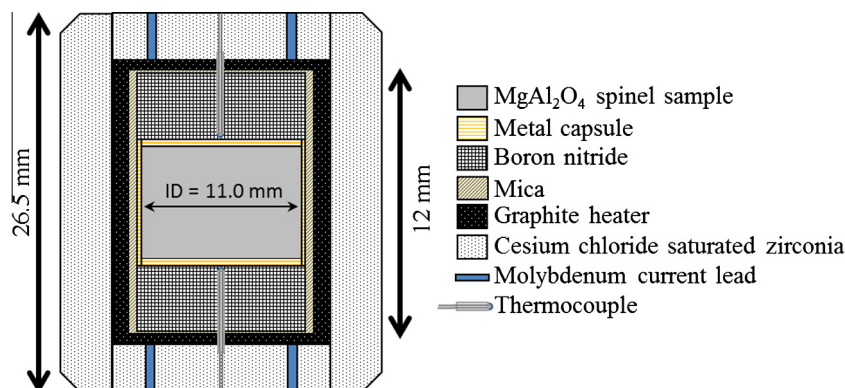 26.5 mm
ID = 11.0 mm
12 mm
MgAl₂O₄ spinel sample
Metal capsule
Boron nitride
Mica
Graphite heater
Cesium chloride saturated zirconia
Molybdenum current lead
Thermocouple